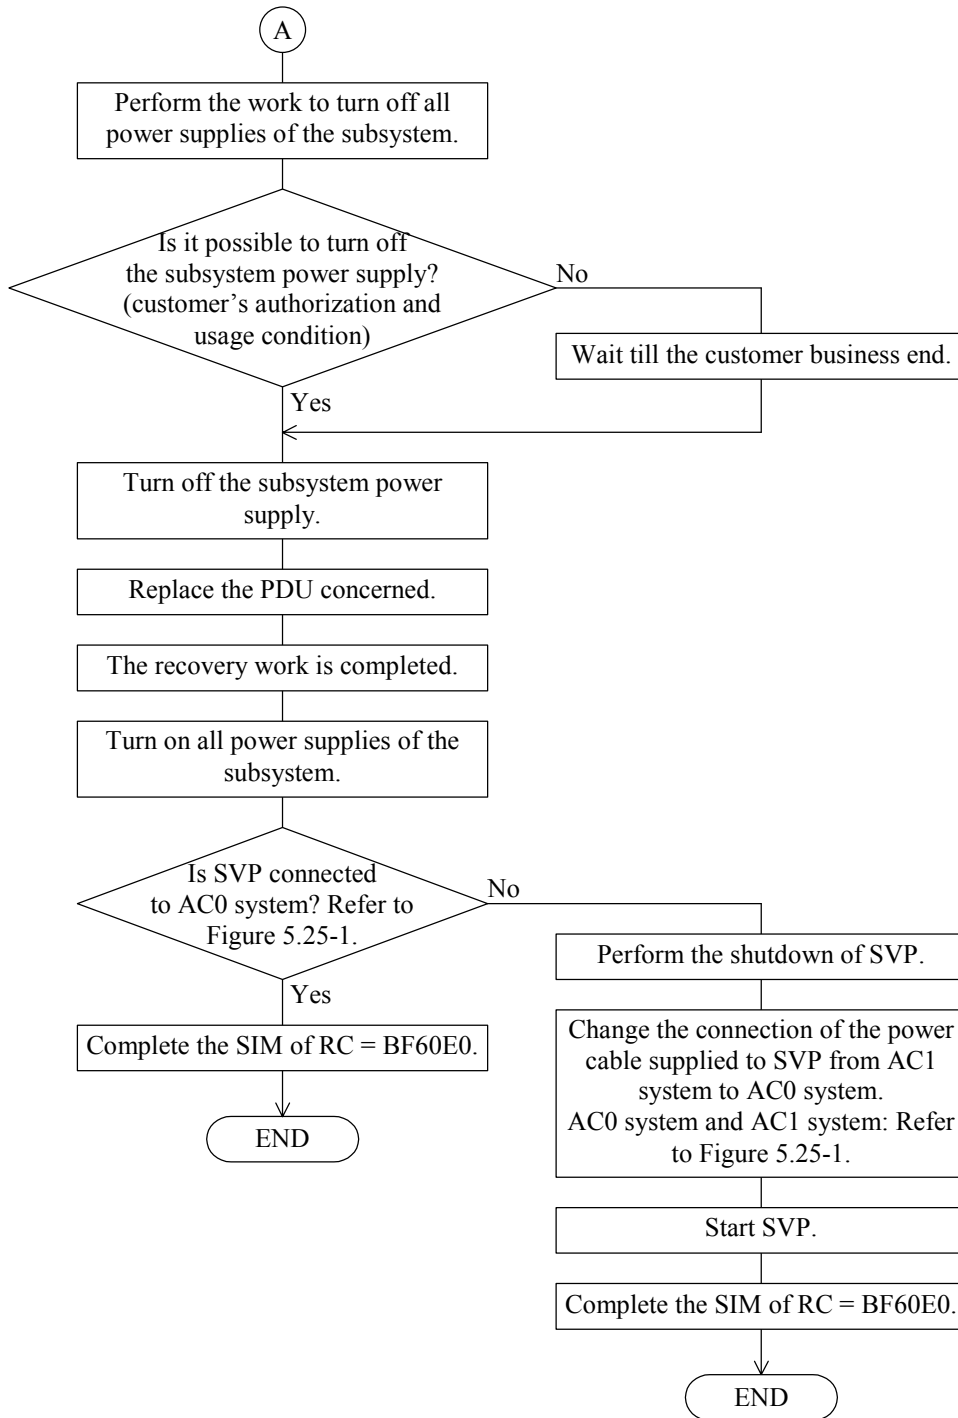 A
Perform the work to turn off all
power supplies of the subsystem.
Is it possible to turn off
the subsystem power supply?
(customer’s authorization and
usage condition)
No
Wait till the customer business end.
Yes
Turn off the subsystem power
supply.
Replace the PDU concerned.
The recovery work is completed.
Turn on all power supplies of the
subsystem.
Is SVP connected
to AC0 system? Refer to
Figure 5.25-1.
No
Yes
Complete the SIM of RC = BF60E0.
END
Perform the shutdown of SVP.
Change the connection of the power
cable supplied to SVP from AC1
system to AC0 system.
AC0 system and AC1 system: Refer
to Figure 5.25-1.
Start SVP.
Complete the SIM of RC = BF60E0.
END